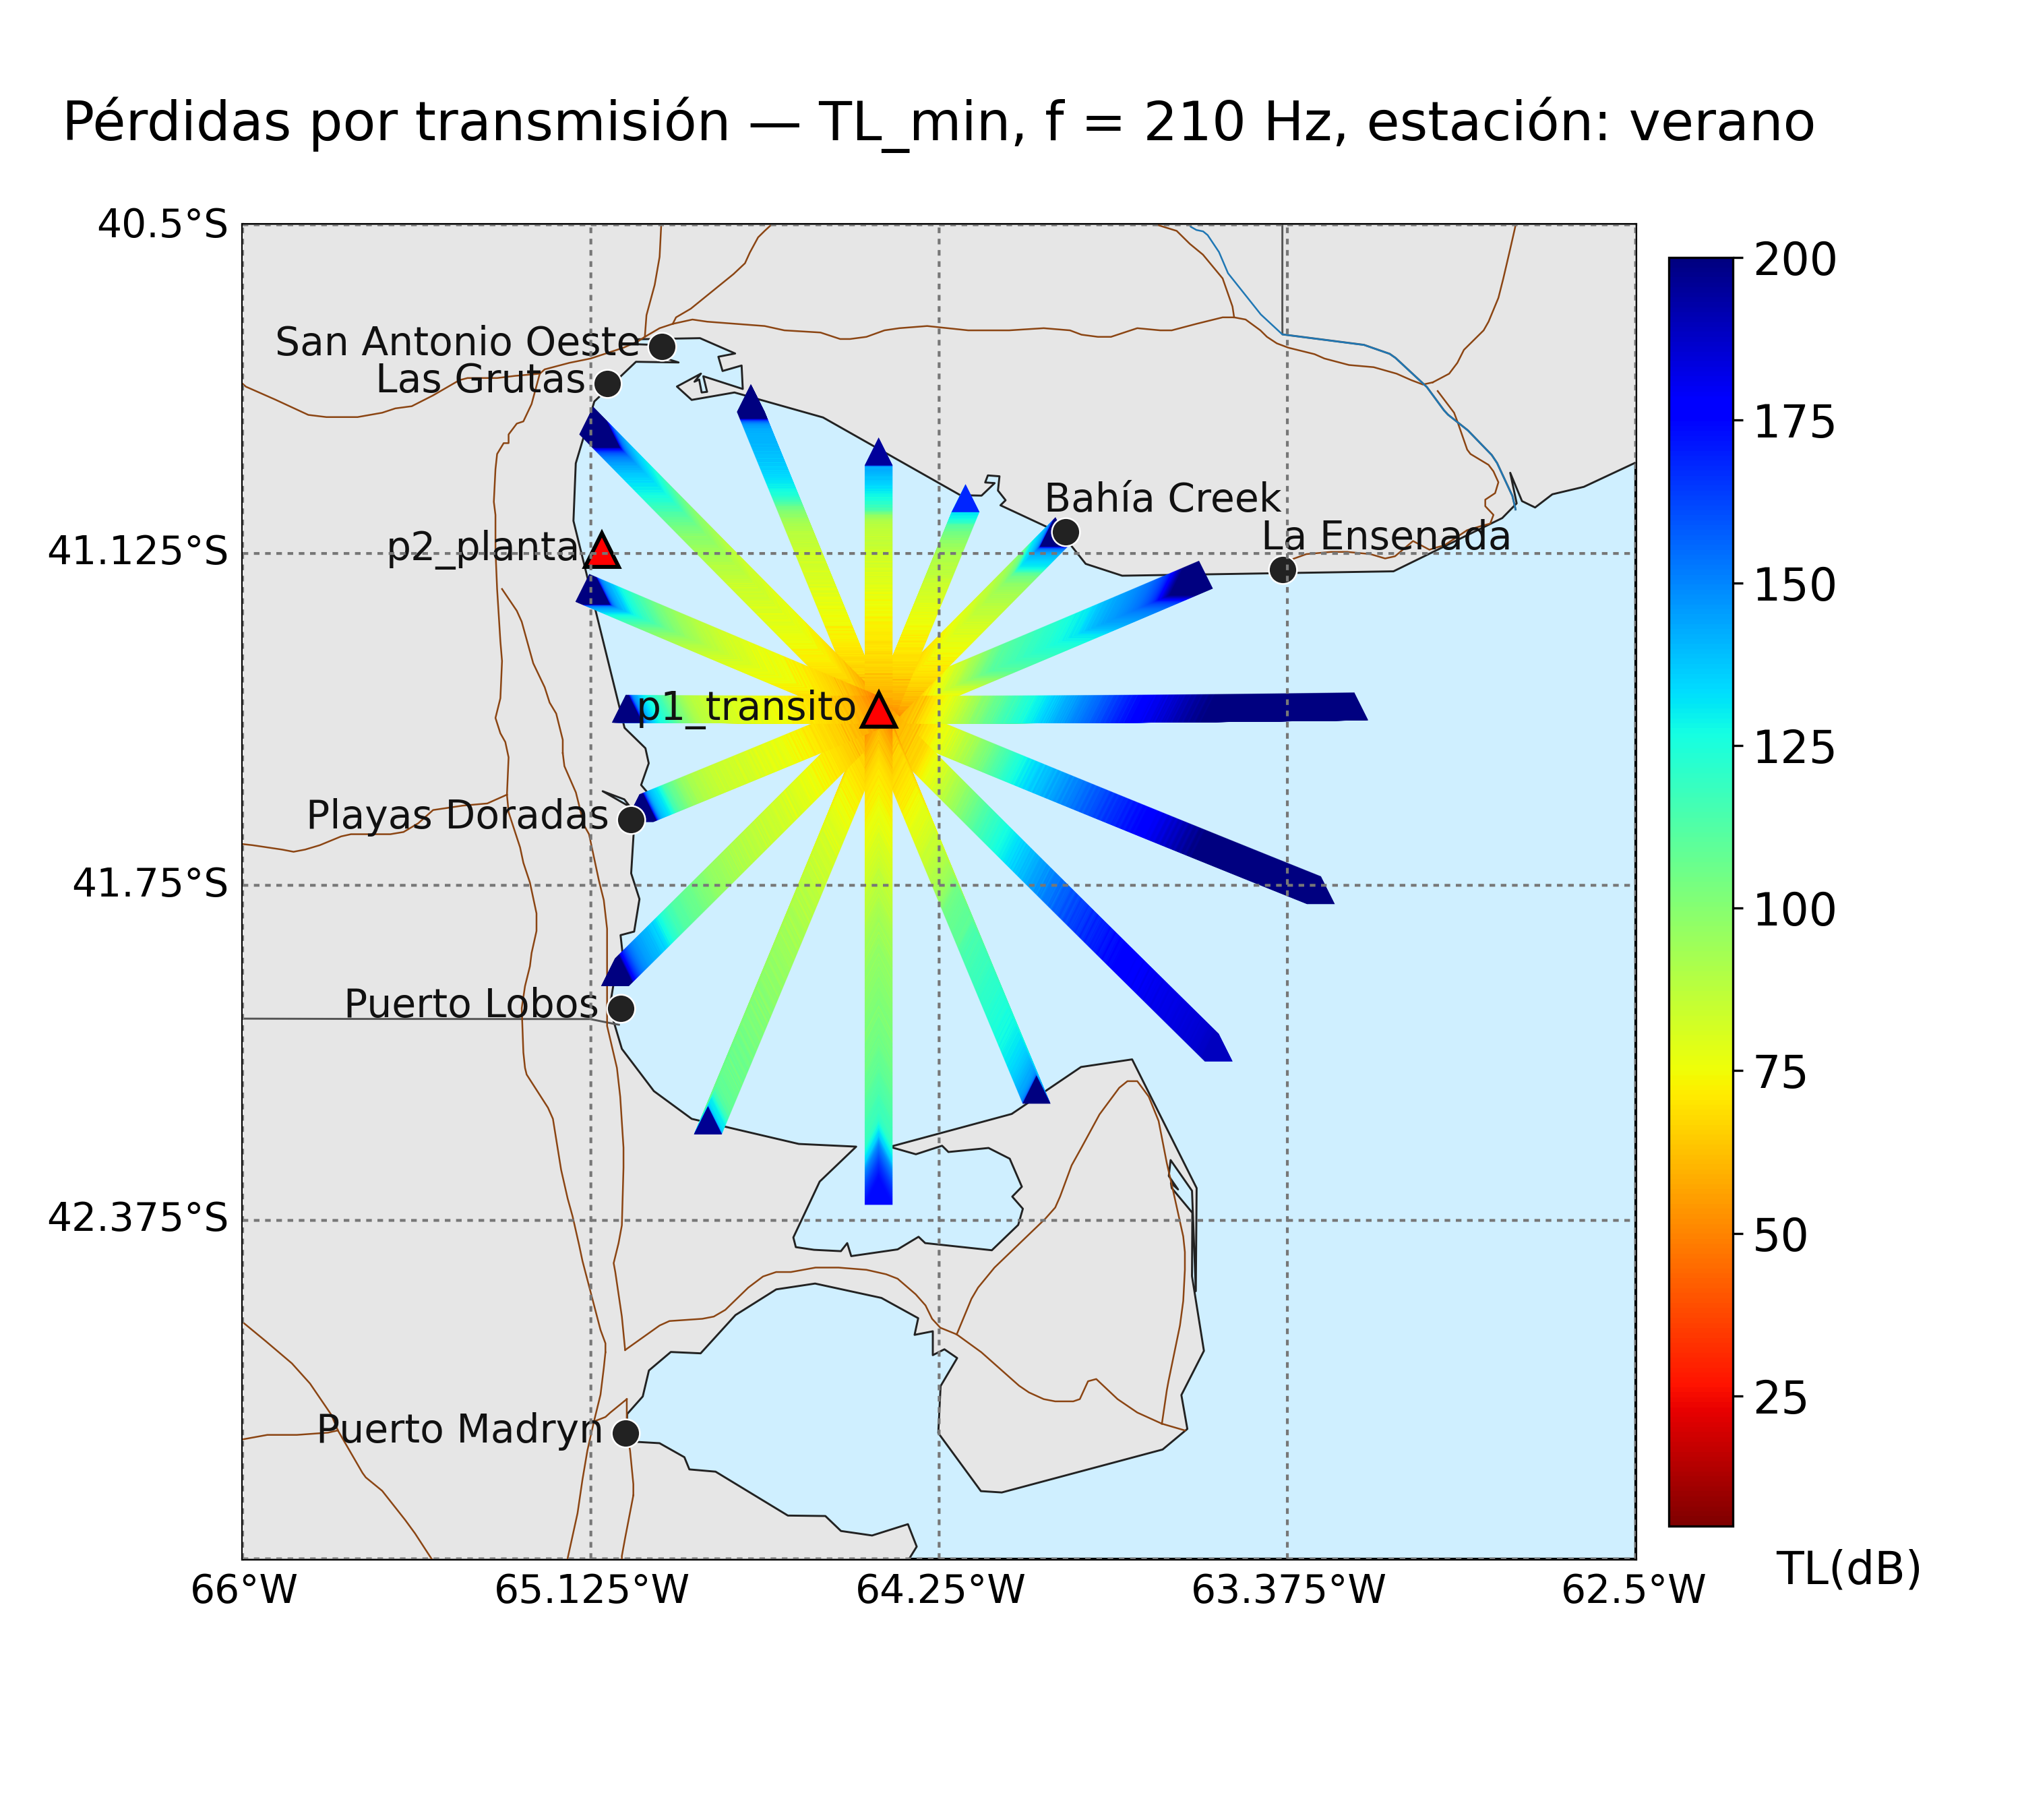 Pérdidas por transmisión — TL_min, f = 210 Hz, estación: verano
40.5°S
200
San Antonio Oeste
Las Grutas
175
Bahía Creek
La Ensenada
p2_planta
41.125°S
150
p1_transito
125
Playas Doradas
41.75°S
100
Puerto Lobos
75
42.375°S
50
25
Puerto Madryn
TL(dB)
66°W
65.125°W
64.25°W
63.375°W
62.5°W